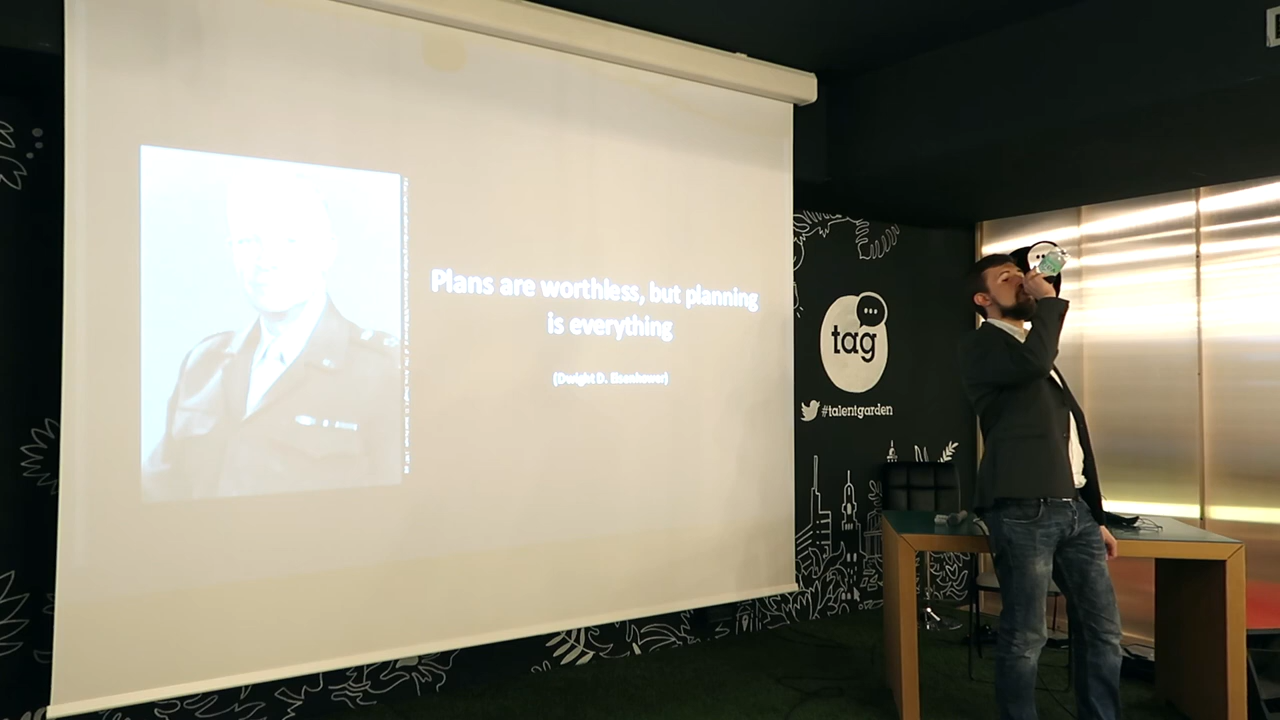 Plans are worthless, but planning
is everything
(Dwight D. Eisenhower)
tag
#talentgarden